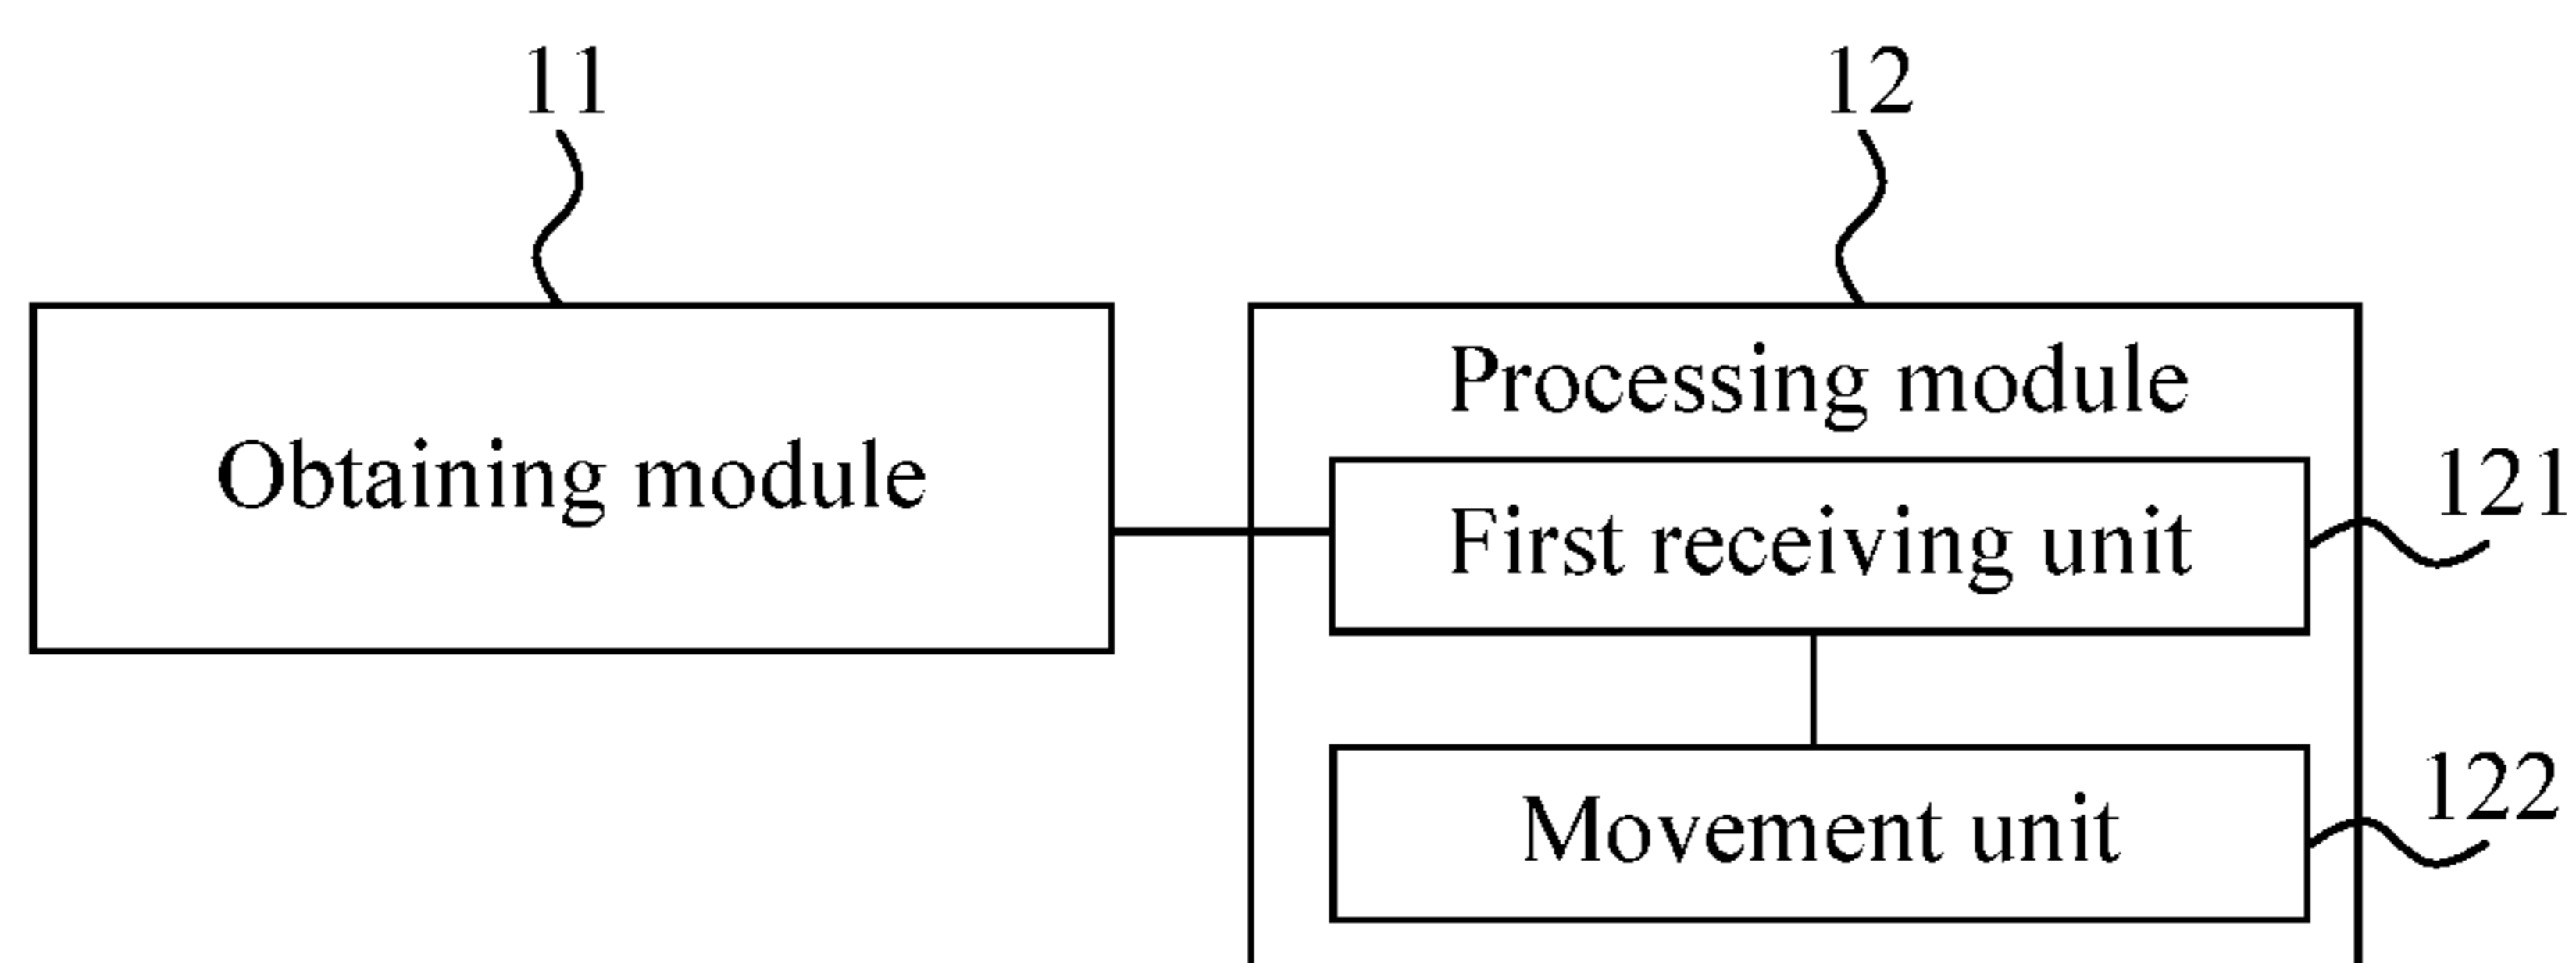 11
12
Processing module
Obtaining module
121
First receiving unit
122
Movement unit